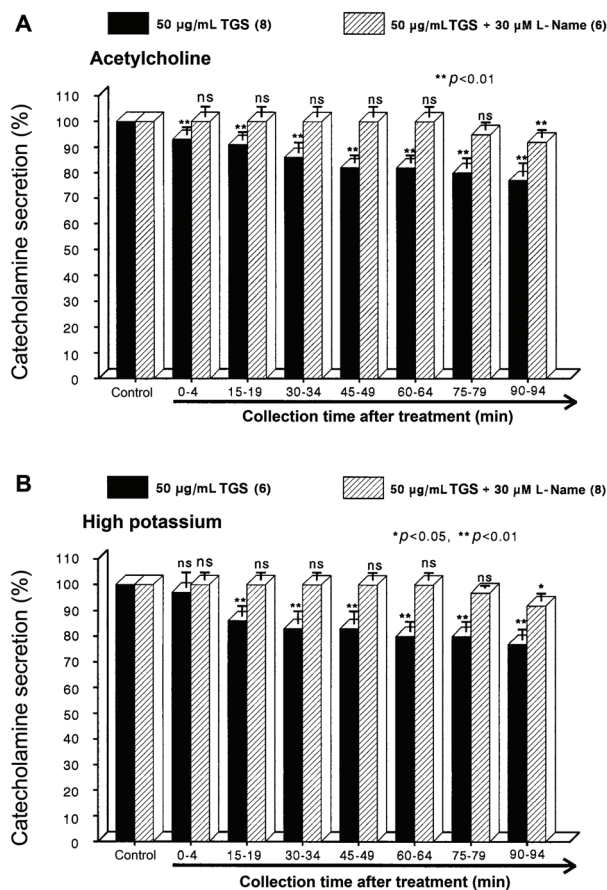 A
50 µg/mL TGS (8)
50 µg/mL TGS + 30 µM L- Name (6)
Acetylcholine
** p<0.01
Catecholamine secretion (%)
110
100
90
80
70
60
50
40
30
20
10
0
** ns ** ns ** ns ** ns ** ns ** ns ** **
Control 0-4 15-19 30-34 45-49 60-64 75-79 90-94
Collection time after treatment (min)
B
50 µg/mL TGS (6)
50 µg/mL TGS + 30 µM L- Name (8)
High potassium
*p<0.05, **p<0.01
Catecholamine secretion (%)
110
100
90
80
70
60
50
40
30
20
10
0
ns ns ** ns ** ns ** ns ** ns ** ns ** *
Control 0-4 15-19 30-34 45-49 60-64 75-79 90-94
Collection time after treatment (min)